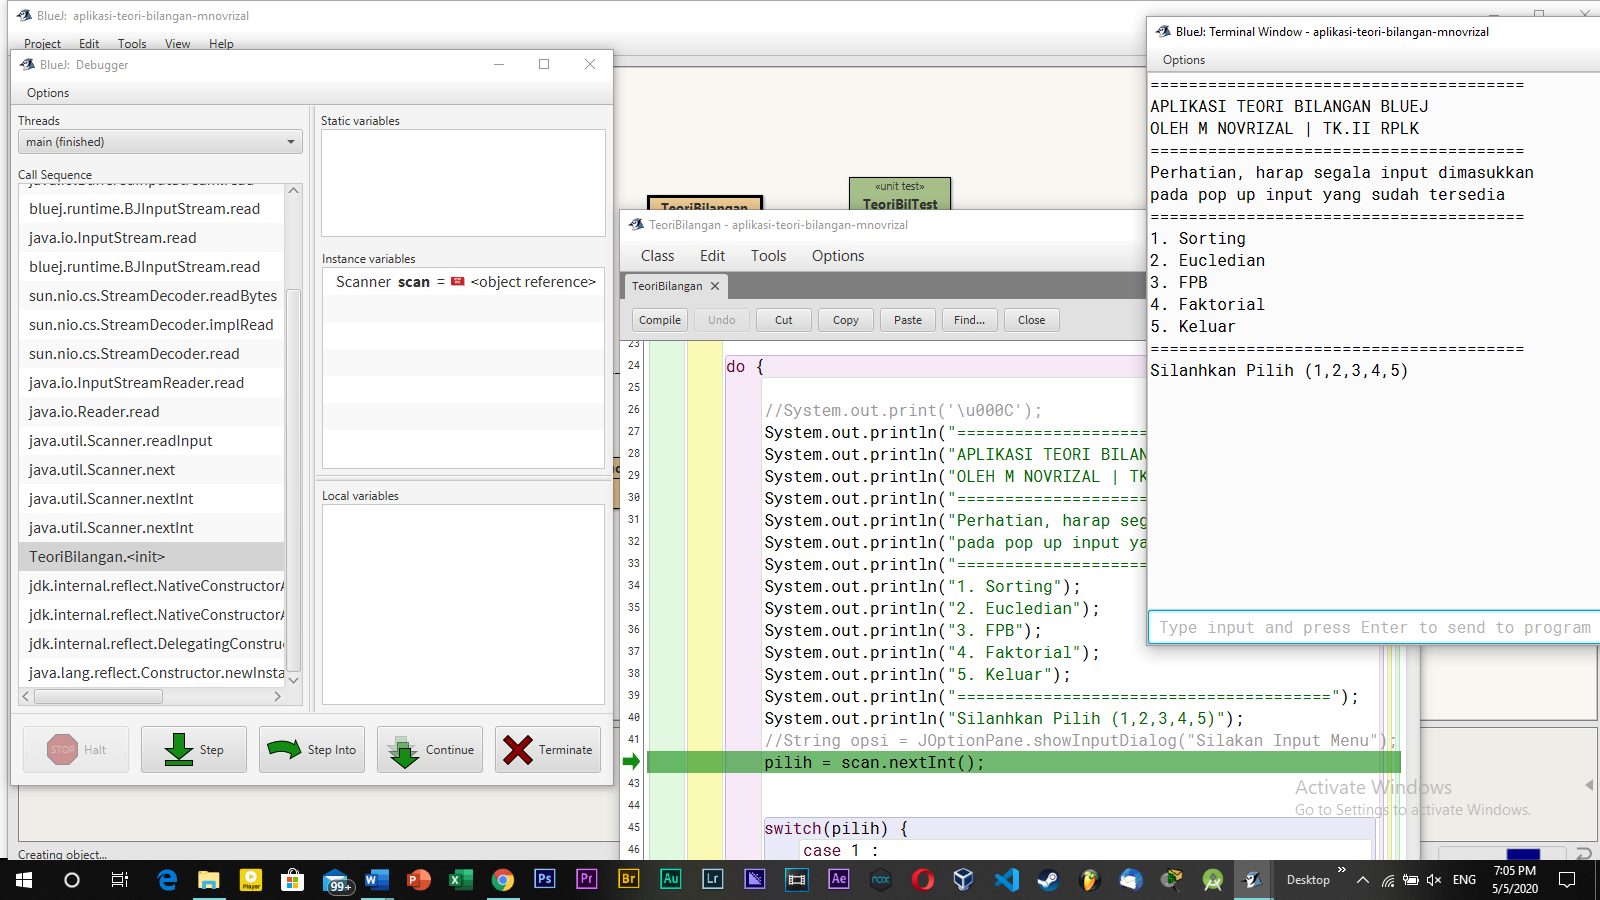 BlueJ: aplikasi-teori-bilangan-mnovrizal
Project Edit Tools View Help
BlueJ: Debugger
Options
Threads
main (finished)
Call Sequence
bluej.runtime.BJInputStream.read
java.io.InputStream.read
bluej.runtime.BJInputStream.read
sun.nio.cs.StreamDecoder.readBytes
sun.nio.cs.StreamDecoder.implRead
sun.nio.cs.StreamDecoder.read
java.io.InputStreamReader.read
java.io.Reader.read
java.util.Scanner.readInput
java.util.Scanner.next
java.util.Scanner.nextInt
java.util.Scanner.nextInt
TeoriBilangan.<init>
jdk.internal.reflect.NativeConstructorA
jdk.internal.reflect.NativeConstructorA
jdk.internal.reflect.DelegatingConstru
java.lang.reflect.Constructor.newInsta
Static variables
Instance variables
Scanner scan = <object reference>
Local variables
STOP Halt
Step
Step Into
Continue
Terminate
Creating object...
TeoriBilangan
«unit test»
TeoriBilTest
TeoriBilangan - aplikasi-teori-bilangan-mnovrizal
Class Edit Tools Options
TeoriBilangan
Compile Undo Cut Copy Paste Find... Close
23
24 do {
25
26 //System.out.print('\u000C');
27 System.out.println("====================
28 System.out.println("APLIKASI TEORI BILAN
29 System.out.println("OLEH M NOVRIZAL | TK
30 System.out.println("====================
31 System.out.println("Perhatian, harap seg
32 System.out.println("pada pop up input ya
33 System.out.println("====================
34 System.out.println("1. Sorting");
35 System.out.println("2. Eucledian");
36 System.out.println("3. FPB");
37 System.out.println("4. Faktorial");
38 System.out.println("5. Keluar");
39 System.out.println("=======================================");
40 System.out.println("Silanhkan Pilih (1,2,3,4,5)");
41 //String opsi = JOptionPane.showInputDialog("Silakan Input Menu");
pilih = scan.nextInt();
43
44
45 switch(pilih) {
46 case 1 :
BlueJ: Terminal Window - aplikasi-teori-bilangan-mnovrizal
Options
=======================================
APLIKASI TEORI BILANGAN BLUEJ
OLEH M NOVRIZAL | TK.II RPLK
=======================================
Perhatian, harap segala input dimasukkan
pada pop up input yang sudah tersedia
=======================================
1. Sorting
2. Eucledian
3. FPB
4. Faktorial
5. Keluar
=======================================
Silanhkan Pilih (1,2,3,4,5)
Type input and press Enter to send to program
Activate Windows
Go to Settings to activate Windows.
Player
99+
Ps Pr Br Au Lr Ae
Desktop
ENG
7:05 PM
5/5/2020